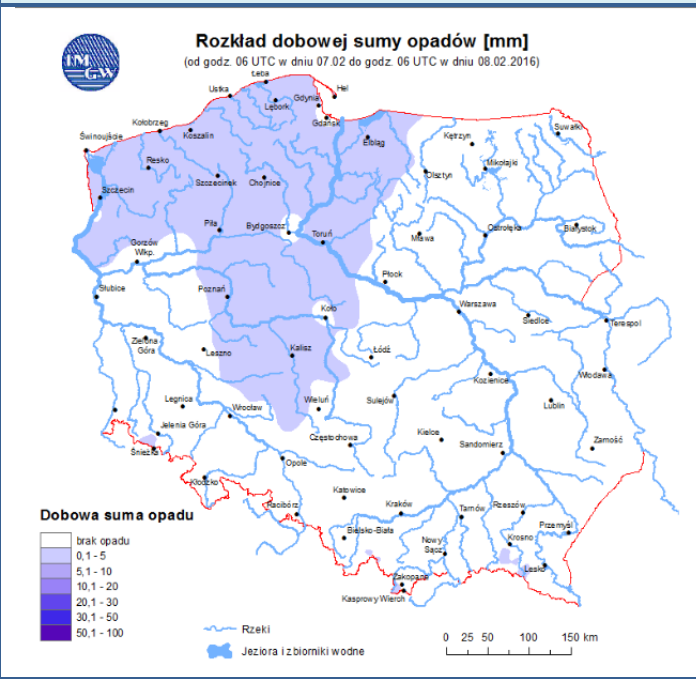 Rozkład dobowej sumy opadów [mm]
(od godz. 06 UTC w dniu 07.02 do godz. 06 UTC w dniu 08.02.2016)
IM
GW
Łeba
Ustka
Hel
Gdynia
Lębork
Gdańsk
Kołobrzeg
Koszalin
Suwałki
Świnoujście
Elbląg
Kętrzyn
Resko
Mikołajki
Szczecinek
Chojnice
Olsztyn
Szczecin
Piła
Bydgoszcz
Toruń
Mława
Ostrołęka
Białystok
Gorzów
Wlkp.
Płock
Słubice
Poznań
Koło
Warszawa
Siedlce
Terespol
Zielona
Góra
Leszno
Kalisz
Łódź
Włodawa
Kozienice
Legnica
Wrocław
Wieluń
Sulejów
Lublin
Jelenia Góra
Częstochowa
Kielce
Sandomierz
Zamość
Śnieżka
Opole
Kłodzko
Katowice
Racibórz
Kraków
Tarnów
Rzeszów
Przemyśl
Bielsko-Biała
Nowy
Sącz
Krosno
Lesko
Zakopane
Kasprowy Wierch
Dobowa suma opadu
brak opadu
0,1 - 5
5,1 - 10
10,1 - 20
20,1 - 30
30,1 - 50
50,1 - 100
Rzeki
Jeziora i zbiorniki wodne
0 25 50 100 150 km